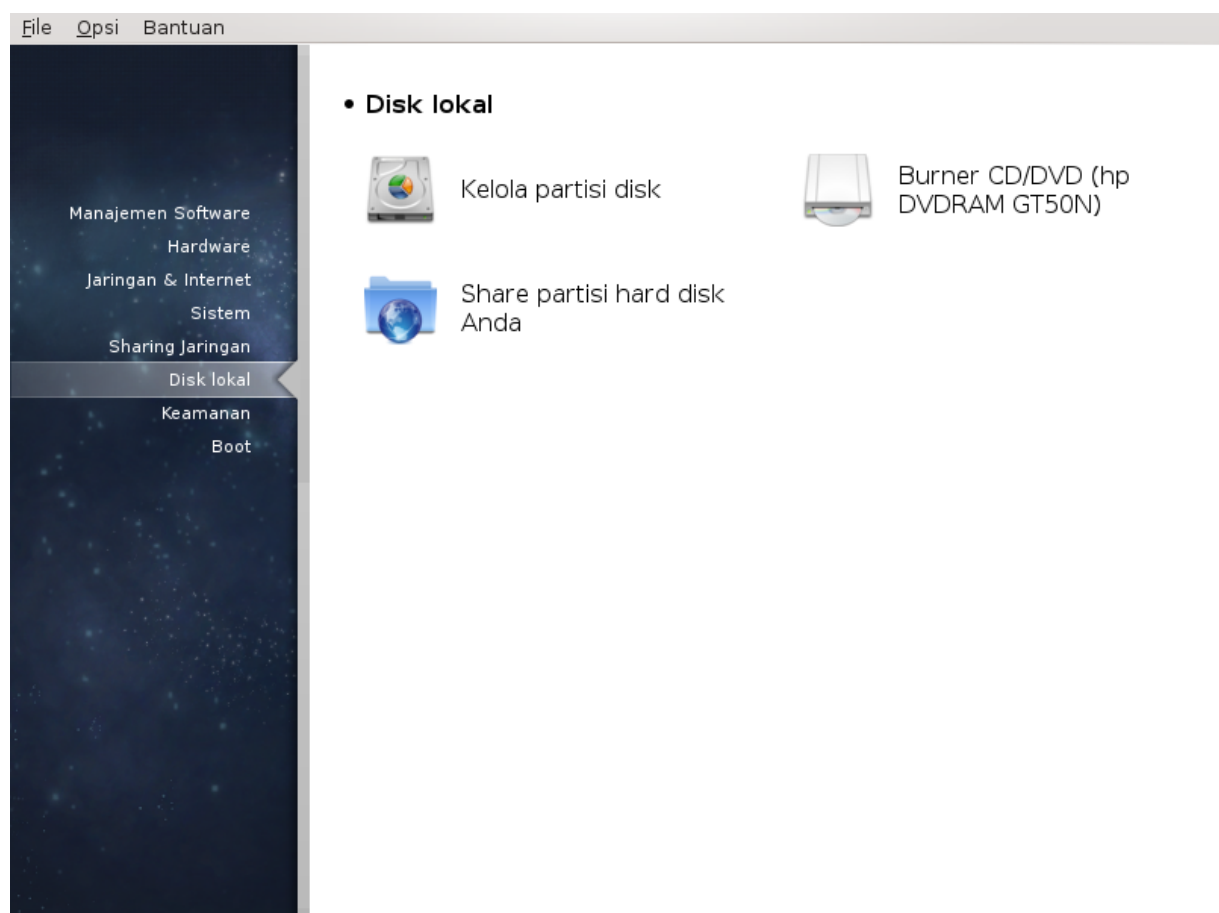 File Opsi Bantuan
Manajemen Software
Hardware
Jaringan & Internet
Sistem
Sharing Jaringan
Disk lokal
Keamanan
Boot
• Disk lokal
Kelola partisi disk
Burner CD/DVD (hp
DVDRAM GT50N)
Share partisi hard disk
Anda